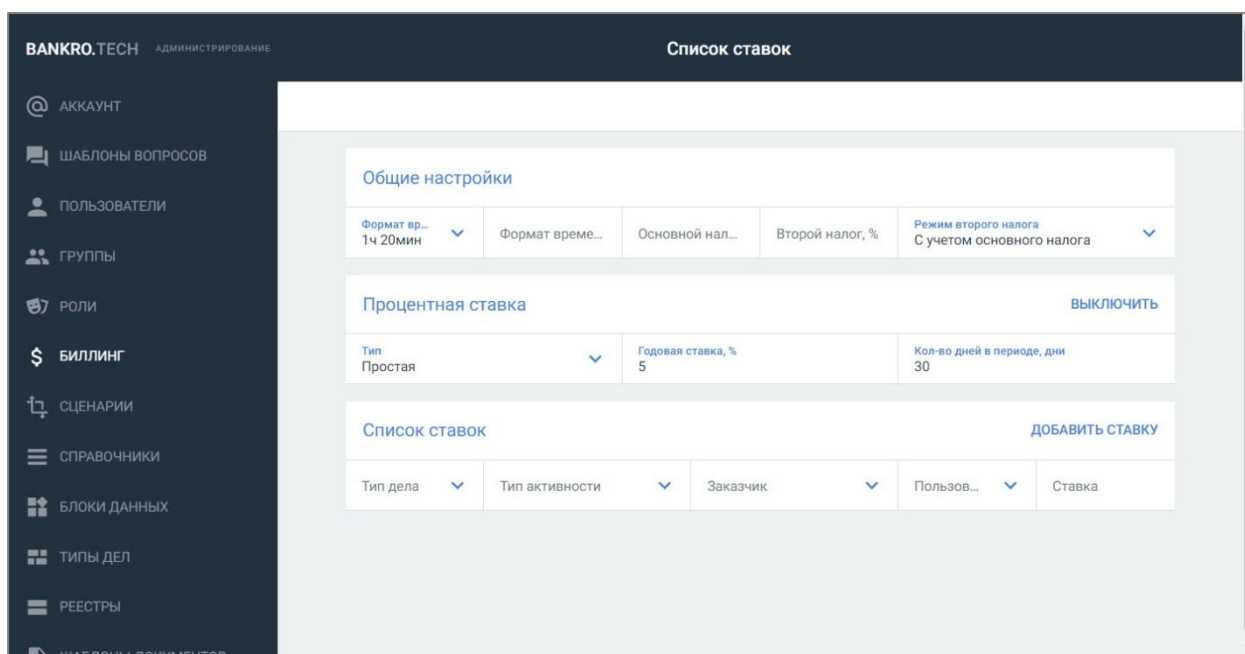 BANKRO.TECH АДМИНИСТРИРОВАНИЕ
Список ставок
АККАУНТ
ШАБЛОНЫ ВОПРОСОВ
ПОЛЬЗОВАТЕЛИ
ГРУППЫ
РОЛИ
БИЛЛИНГ
СЦЕНАРИИ
СПРАВОЧНИКИ
БЛОКИ ДАННЫХ
ТИПЫ ДЕЛ
РЕЕСТРЫ
ШАБЛОНЫ ДОКУМЕНТОВ
Общие настройки
Формат вр...
1ч 20мин
Формат време...
Основной нал...
Второй налог, %
Режим второго налога
С учетом основного налога
Процентная ставка
ВЫКЛЮЧИТЬ
Тип
Простая
Годовая ставка, %
5
Кол-во дней в периоде, дни
30
Список ставок
ДОБАВИТЬ СТАВКУ
Тип дела
Тип активности
Заказчик
Пользов...
Ставка